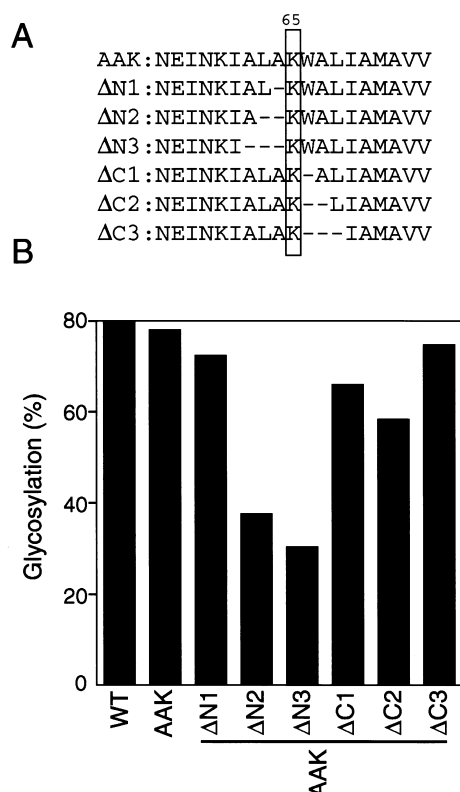 A
65
AAK:NEINKIALAKWALIAMAVV
ΔN1:NEINKIAL-KWALIAMAVV
ΔN2:NEINKIA--KWALIAMAVV
ΔN3:NEINKI---KWALIAMAVV
ΔC1:NEINKIALAK-ALIAMAVV
ΔC2:NEINKIALAK--LIAMAVV
ΔC3:NEINKIALAK---IAMAVV
B
Glycosylation (%)
80
60
40
20
0
WT
AAK
ΔN1
ΔN2
ΔN3
ΔC1
ΔC2
ΔC3
AAK